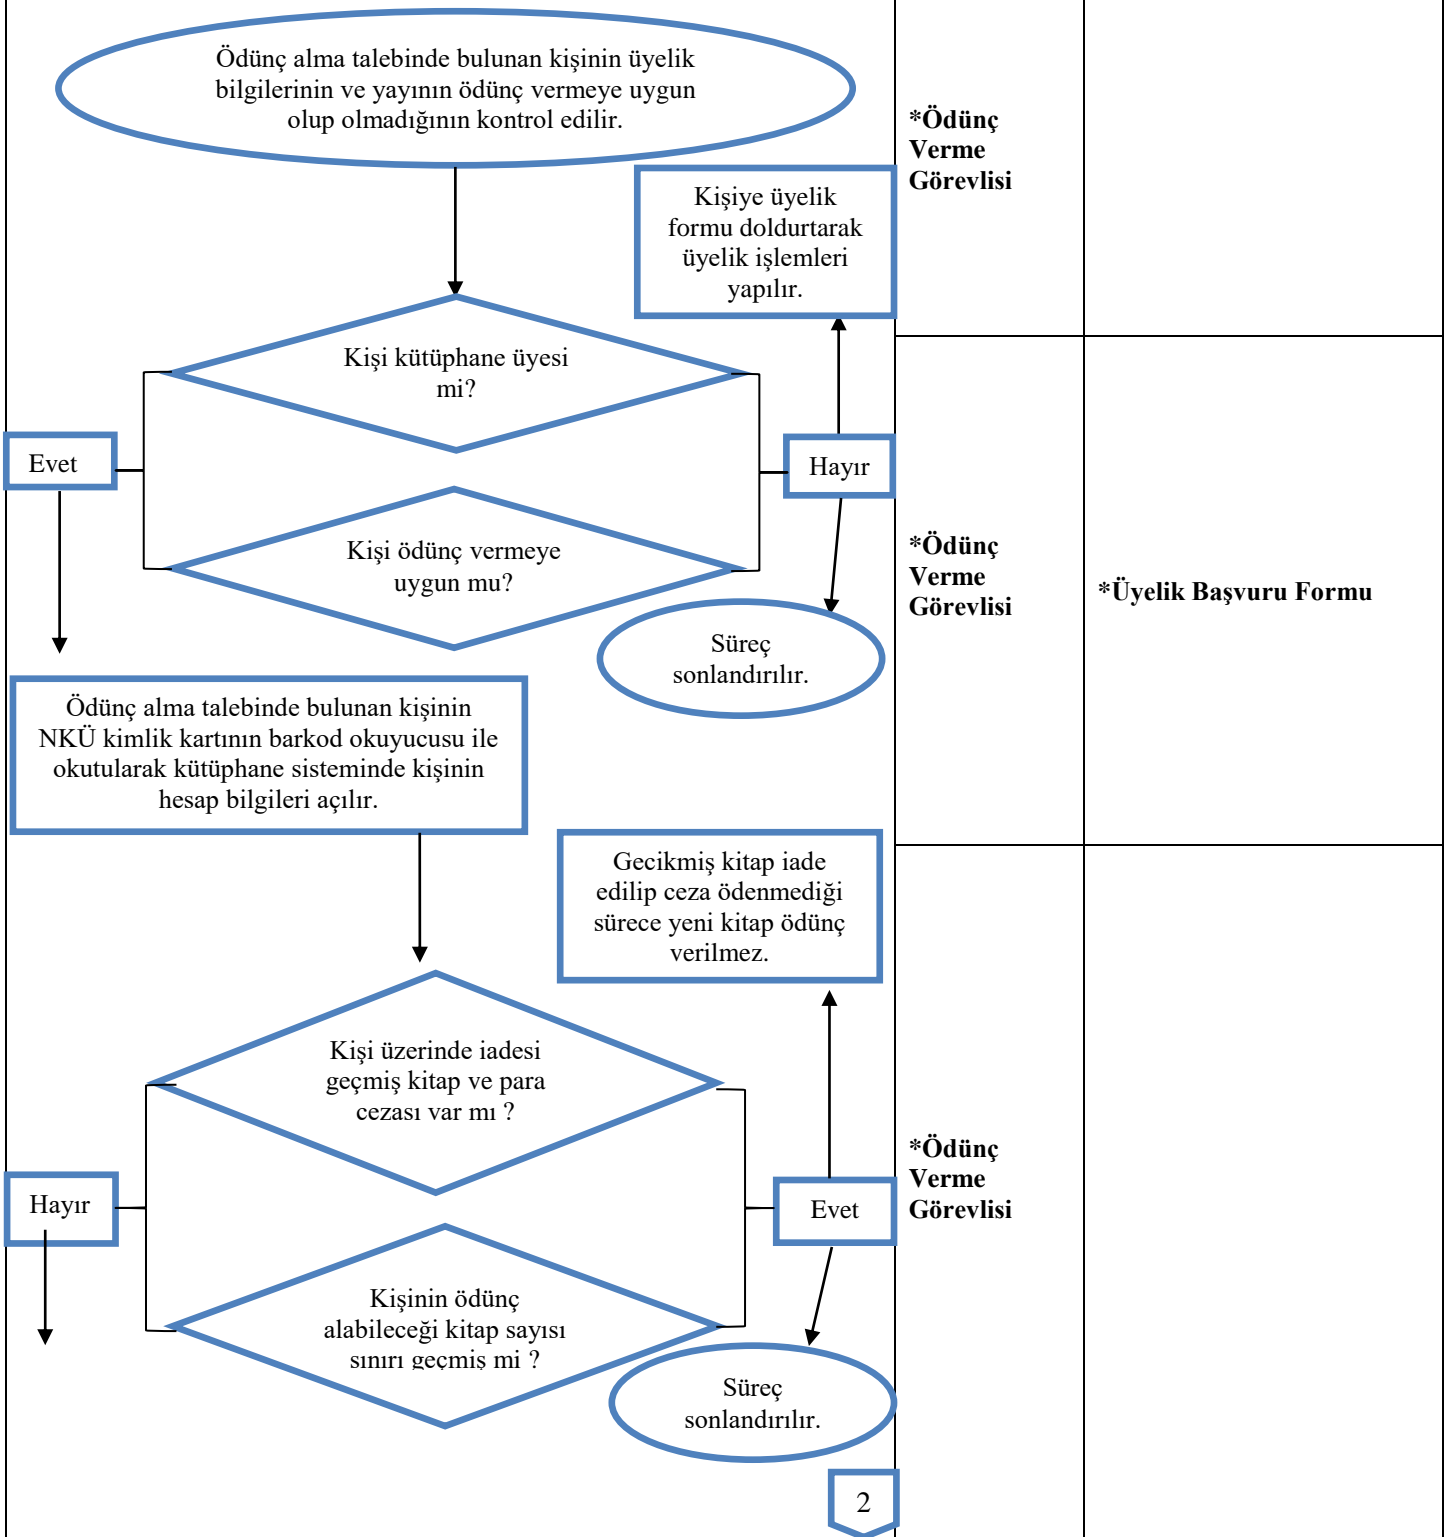 Ödünç alma talebinde bulunan kişinin üyelik
bilgilerinin ve yayının ödünç vermeye uygun
olup olmadığının kontrol edilir.
*Ödünç
Verme
Görevlisi
Kişiye üyelik
formu doldurtarak
üyelik işlemleri
yapılır.
Kişi kütüphane üyesi
mi?
Evet
Hayır
Kişi ödünç vermeye
uygun mu?
*Ödünç
Verme
Görevlisi
*Üyelik Başvuru Formu
Süreç
sonlandırılır.
Ödünç alma talebinde bulunan kişinin
NKÜ kimlik kartının barkod okuyucusu ile
okutularak kütüphane sisteminde kişinin
hesap bilgileri açılır.
Gecikmiş kitap iade
edilip ceza ödenmediği
sürece yeni kitap ödünç
verilmez.
Kişi üzerinde iadesi
geçmiş kitap ve para
cezası var mı ?
*Ödünç
Verme
Görevlisi
Hayır
Evet
Kişinin ödünç
alabileceği kitap sayısı
sınırı geçmiş mi ?
Süreç
sonlandırılır.
2